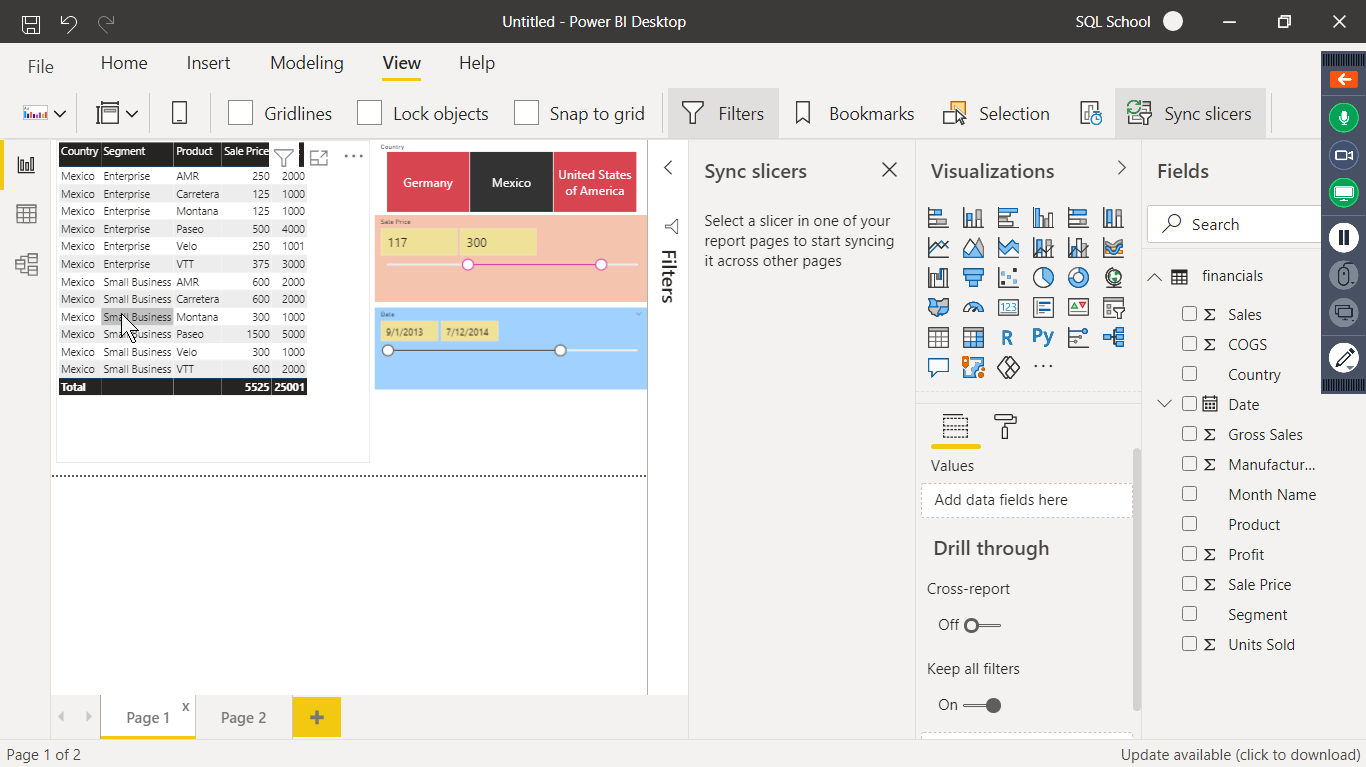 Untitled - Power BI Desktop
SQL School
File
Home
Insert
Modeling
View
Help
Gridlines
Lock objects
Snap to grid
Filters
Bookmarks
Selection
Sync slicers
Country Segment Product Sale Price
Mexico Enterprise AMR 250 2000
Mexico Enterprise Carretera 125 1000
Mexico Enterprise Montana 125 1000
Mexico Enterprise Paseo 500 4000
Mexico Enterprise Velo 250 1001
Mexico Enterprise VTT 375 3000
Mexico Small Business AMR 600 2000
Mexico Small Business Carretera 600 2000
Mexico Small Business Montana 300 1000
Mexico Small Business Paseo 1500 5000
Mexico Small Business Velo 300 1000
Mexico Small Business VTT 600 2000
Total 5525 25001
Country
Germany
Mexico
United States
of America
Sale Price
117
300
Date
9/1/2013
7/12/2014
Filters
Sync slicers
Select a slicer in one of your
report pages to start syncing
it across other pages
Visualizations
123
R
Py
Values
Add data fields here
Drill through
Cross-report
Off
Keep all filters
On
Fields
Search
financials
Σ Sales
Σ COGS
Country
Date
Σ Gross Sales
Σ Manufactur...
Month Name
Product
Σ Profit
Σ Sale Price
Segment
Σ Units Sold
Page 1 x
Page 2
+
Page 1 of 2
Update available (click to download)